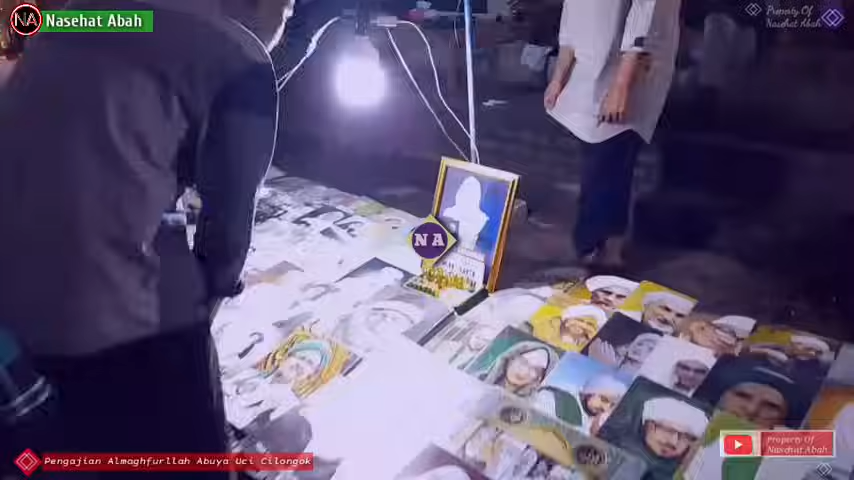 NA Nasehat Abah
Property Of
Nasehat Abah
NA
Pengajian Almaghfurllah Abuya Uci Cilongok
Property Of
Nasehat Abah